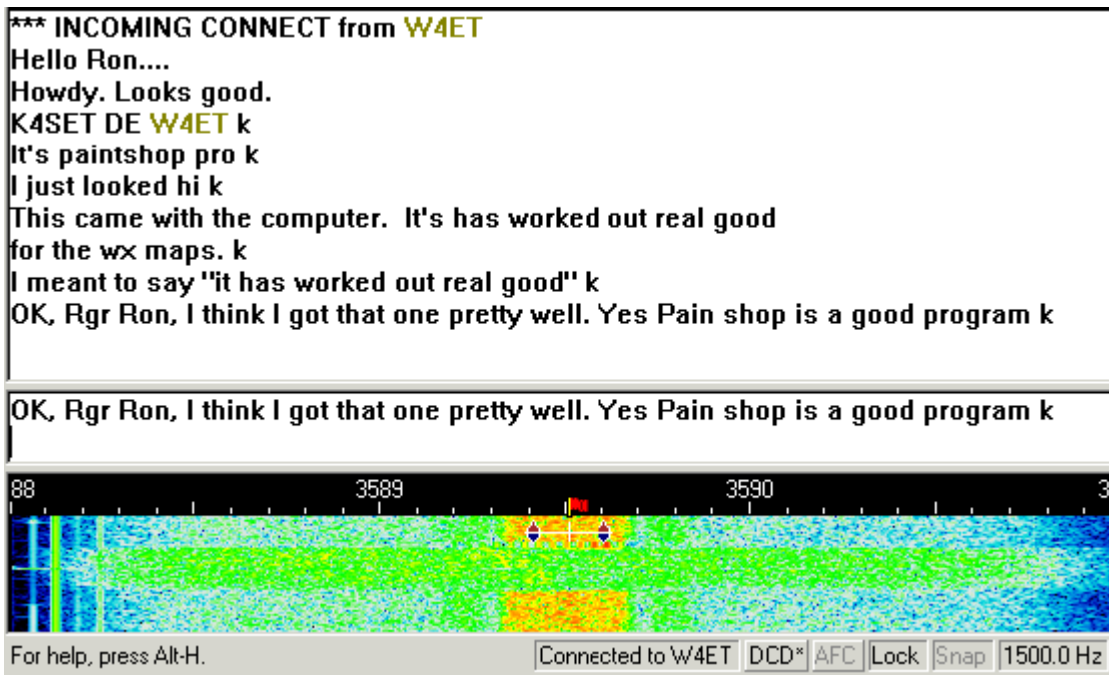 *** INCOMING CONNECT from W4ET
Hello Ron....
Howdy. Looks good.
K4SET DE W4ET k
It's paintshop pro k
I just looked hi k
This came with the computer.  It's has worked out real good
for the wx maps. k
I meant to say "it has worked out real good" k
OK, Rgr Ron, I think I got that one pretty well. Yes Pain shop is a good program k
OK, Rgr Ron, I think I got that one pretty well. Yes Pain shop is a good program k
88 3589 3590 3
For help, press Alt-H. Connected to W4ET DCD* AFC Lock Snap 1500.0 Hz